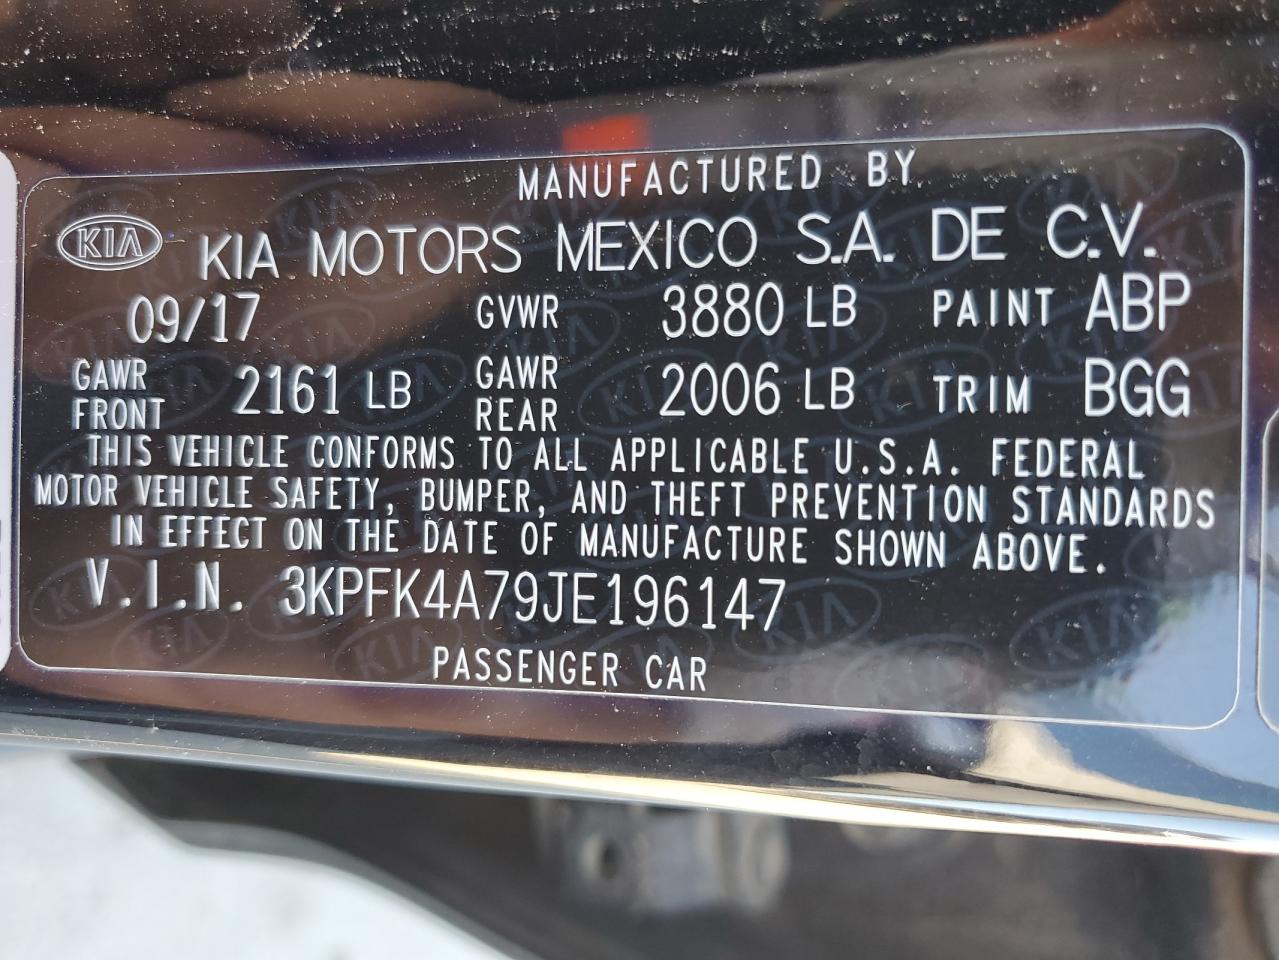 MANUFACTURED BY
KIA KIA MOTORS MEXICO S.A. DE C.V.
09/17 GVWR 3880 LB PAINT ABP
GAWR FRONT 2161 LB GAWR REAR 2006 LB TRIM BGG
THIS VEHICLE CONFORMS TO ALL APPLICABLE U.S.A. FEDERAL
MOTOR VEHICLE SAFETY, BUMPER, AND THEFT PREVENTION STANDARDS
IN EFFECT ON THE DATE OF MANUFACTURE SHOWN ABOVE.
V.I.N. 3KPFK4A79JE196147
PASSENGER CAR